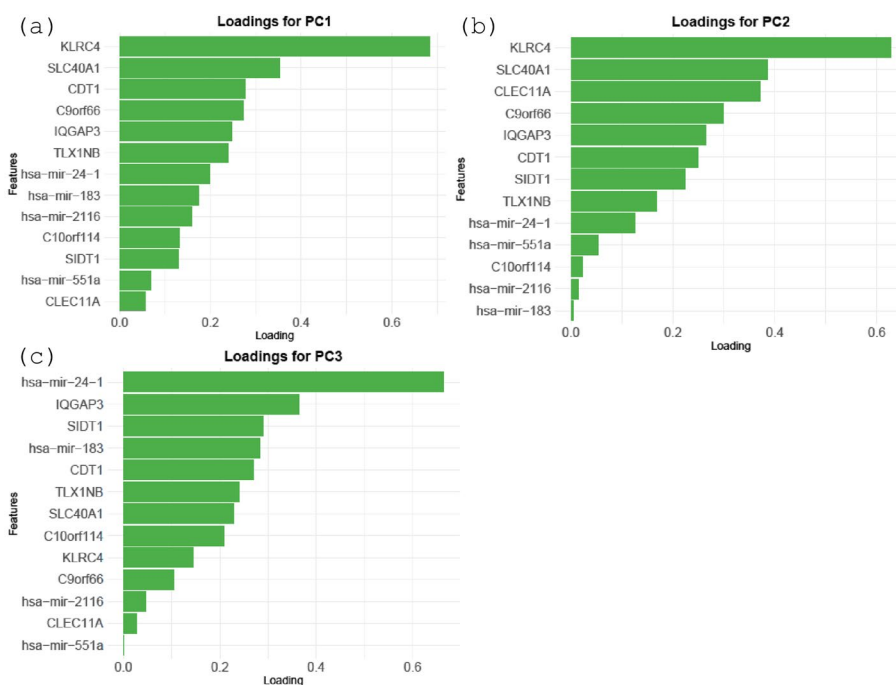 (a)
Loadings for PC1
Features
KLRC4
SLC40A1
CDT1
C9orf66
IQGAP3
TLX1NB
hsa-mir-24-1
hsa-mir-183
hsa-mir-2116
C10orf114
SIDT1
hsa-mir-551a
CLEC11A
0.0 0.2 0.4 0.6
Loading
(b)
Loadings for PC2
Features
KLRC4
SLC40A1
CLEC11A
C9orf66
IQGAP3
CDT1
SIDT1
TLX1NB
hsa-mir-24-1
hsa-mir-551a
C10orf114
hsa-mir-2116
hsa-mir-183
0.0 0.2 0.4 0.6
Loading
(c)
Loadings for PC3
Features
hsa-mir-24-1
IQGAP3
SIDT1
hsa-mir-183
CDT1
TLX1NB
SLC40A1
C10orf114
KLRC4
C9orf66
hsa-mir-2116
CLEC11A
hsa-mir-551a
0.0 0.2 0.4 0.6
Loading